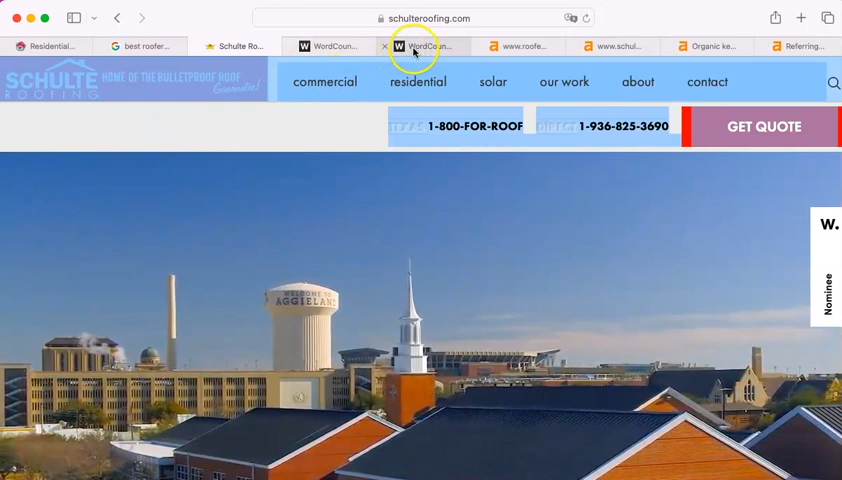 schulteroofing.com
Residential...
best roofer...
Schulte Ro...
WordCoun...
WordCoun...
www.roofe...
www.schul...
Organic ke...
Referring...
SCHULTE
ROOFING
HOME OF THE BULLETPROOF ROOF
Guarantee!
commercial
residential
solar
our work
about
contact
1-800-FOR-ROOF
DIRECT 1-936-825-3690
GET QUOTE
W.
Nominee
WELCOME TO
AGGIELAND